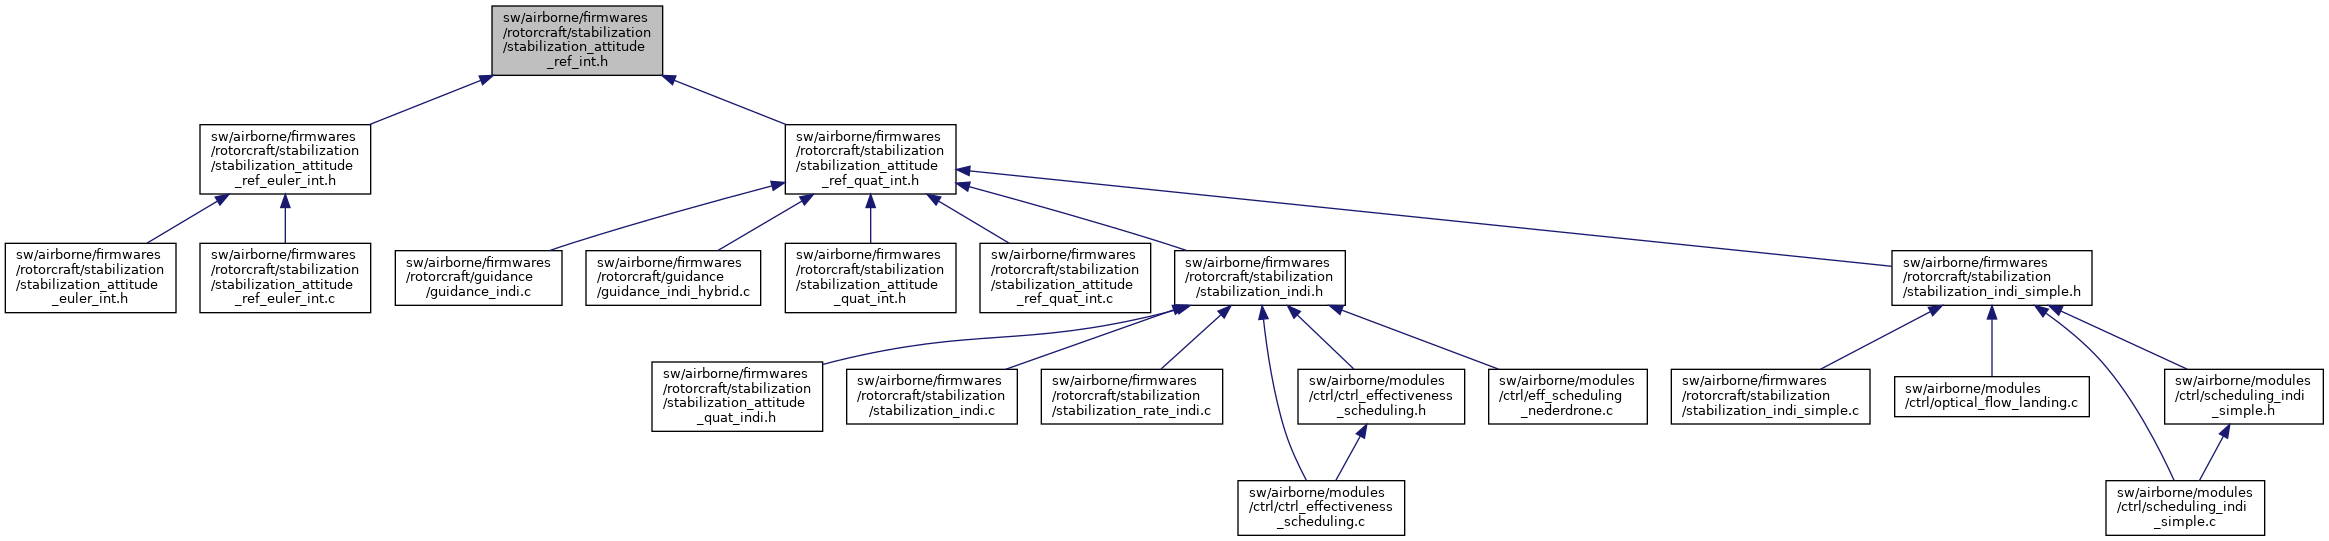 sw/airborne/firmwares
/rotorcraft/stabilization
/stabilization_attitude
_ref_int.h
sw/airborne/firmwares
/rotorcraft/stabilization
/stabilization_attitude
_ref_euler_int.h
sw/airborne/firmwares
/rotorcraft/stabilization
/stabilization_attitude
_ref_quat_int.h
sw/airborne/firmwares
/rotorcraft/stabilization
/stabilization_attitude
_euler_int.h
sw/airborne/firmwares
/rotorcraft/stabilization
/stabilization_attitude
_ref_euler_int.c
sw/airborne/firmwares
/rotorcraft/guidance
/guidance_indi.c
sw/airborne/firmwares
/rotorcraft/guidance
/guidance_indi_hybrid.c
sw/airborne/firmwares
/rotorcraft/stabilization
/stabilization_attitude
_quat_int.h
sw/airborne/firmwares
/rotorcraft/stabilization
/stabilization_attitude
_ref_quat_int.c
sw/airborne/firmwares
/rotorcraft/stabilization
/stabilization_indi.h
sw/airborne/firmwares
/rotorcraft/stabilization
/stabilization_indi_simple.h
sw/airborne/firmwares
/rotorcraft/stabilization
/stabilization_attitude
_quat_indi.h
sw/airborne/firmwares
/rotorcraft/stabilization
/stabilization_indi.c
sw/airborne/firmwares
/rotorcraft/stabilization
/stabilization_rate_indi.c
sw/airborne/modules
/ctrl/ctrl_effectiveness
_scheduling.h
sw/airborne/modules
/ctrl/eff_scheduling
_nederdrone.c
sw/airborne/firmwares
/rotorcraft/stabilization
/stabilization_indi_simple.c
sw/airborne/modules
/ctrl/optical_flow_landing.c
sw/airborne/modules
/ctrl/scheduling_indi
_simple.h
sw/airborne/modules
/ctrl/ctrl_effectiveness
_scheduling.c
sw/airborne/modules
/ctrl/scheduling_indi
_simple.c